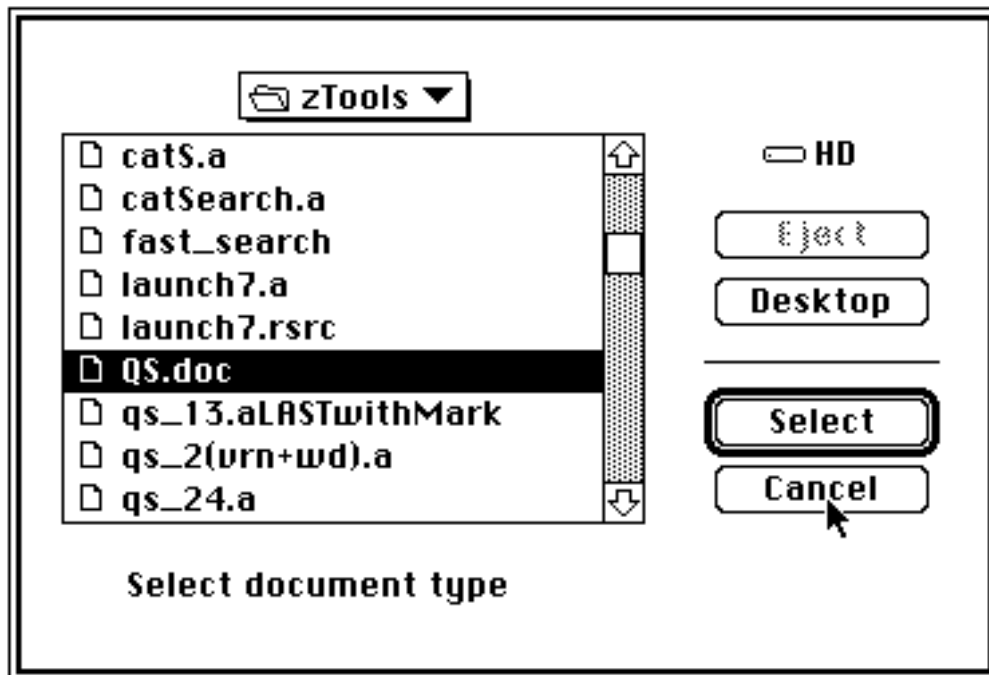 zTools
catS.a
catSearch.a
fast_search
launch7.a
launch7.rsrc
QS.doc
qs_13.aLASTwithMark
qs_2(vrn+wd).a
qs_24.a
HD
Eject
Desktop
Select
Cancel
Select document type